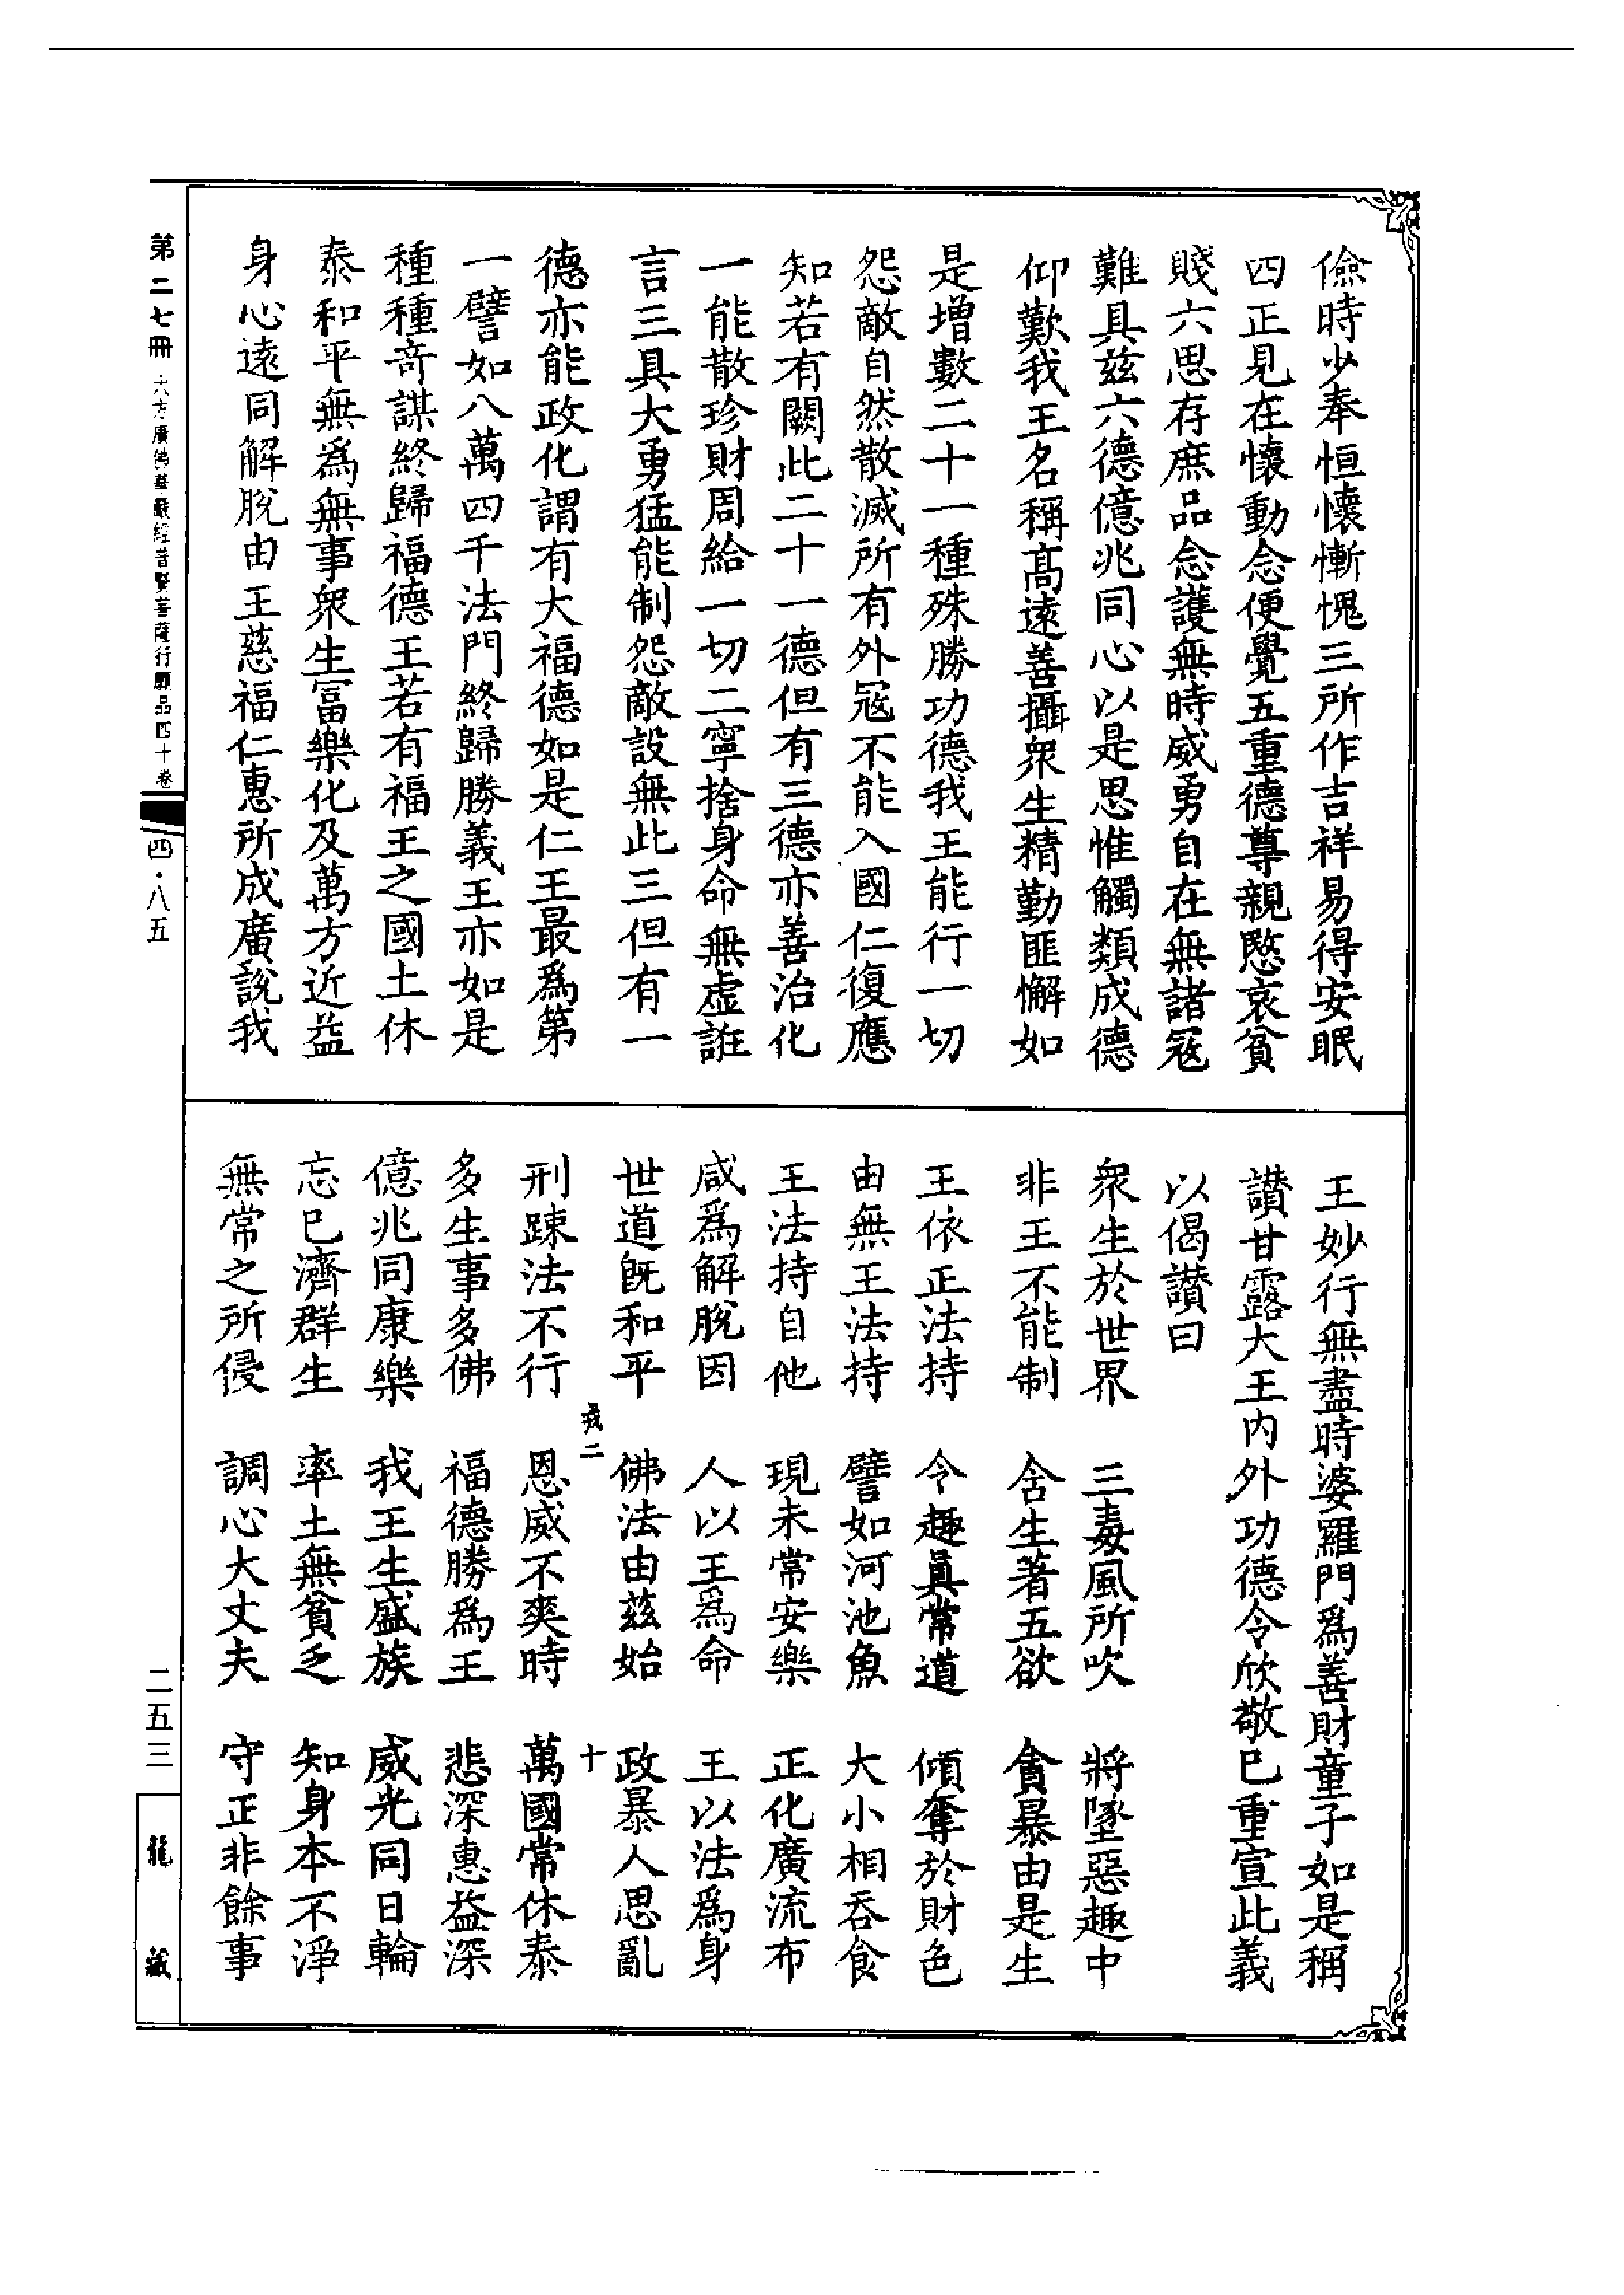 儉時少奉恒懷慚愧三所作吉祥易得安眠
四正見在懷動念便覺五重德尊親愍哀貧
賤六思存庶品念護無時威勇自在無諸寇
難具茲六德億兆同心以是思惟觸類成德
仰歎我王名稱高遠善攝衆生精勤匪懈如
是增數二十一種殊勝功德我王能行一切
怨敵自然散滅所有外寇不能入國仁復應
知若有闕此二十一德但有三德亦善治化
一能散珍財周給一切二寧捨身命無虛誑
言三具大勇猛能制怨敵設無此三但有一
德亦能政化謂有大福德如是仁王最爲第
一譬如八萬四千法門終歸勝義王亦如是
種種奇謀終歸福德王若有福王之國土休
泰和平無爲無事衆生富樂化及萬方近益
身心遠同解脫由王慈福仁惠所成廣說我
王妙行無盡時婆羅門爲善財童子如是稱
讚甘露大王内外功德令欣敬已重宣此義
以偈讚曰
衆生於世界　三毒風所吹　將墜惡趣中
非王不能制　含生著五欲　貪暴由是生
王依正法持　令趣眞常道　傾奪於財色
由無王法持　譬如河池魚　大小相吞食
王法持自他　現未常安樂　正化廣流布
咸爲解脫因　人以王爲命　王以法爲身
世道旣和平　佛法由茲始　政暴人思亂
二　十
刑踈法不行　恩威不爽時　萬國常休泰
多生事多佛　福德勝爲王　悲深惠益深
億兆同康樂　我王生盛族　威光同日輪
忘已濟群生　率土無貧乏　知身本不淨
無常之所侵　調心大丈夫　守正非餘事
第二七冊　大方廣佛華嚴經普賢菩薩行願品四十卷　四·八五
二五三
龍藏